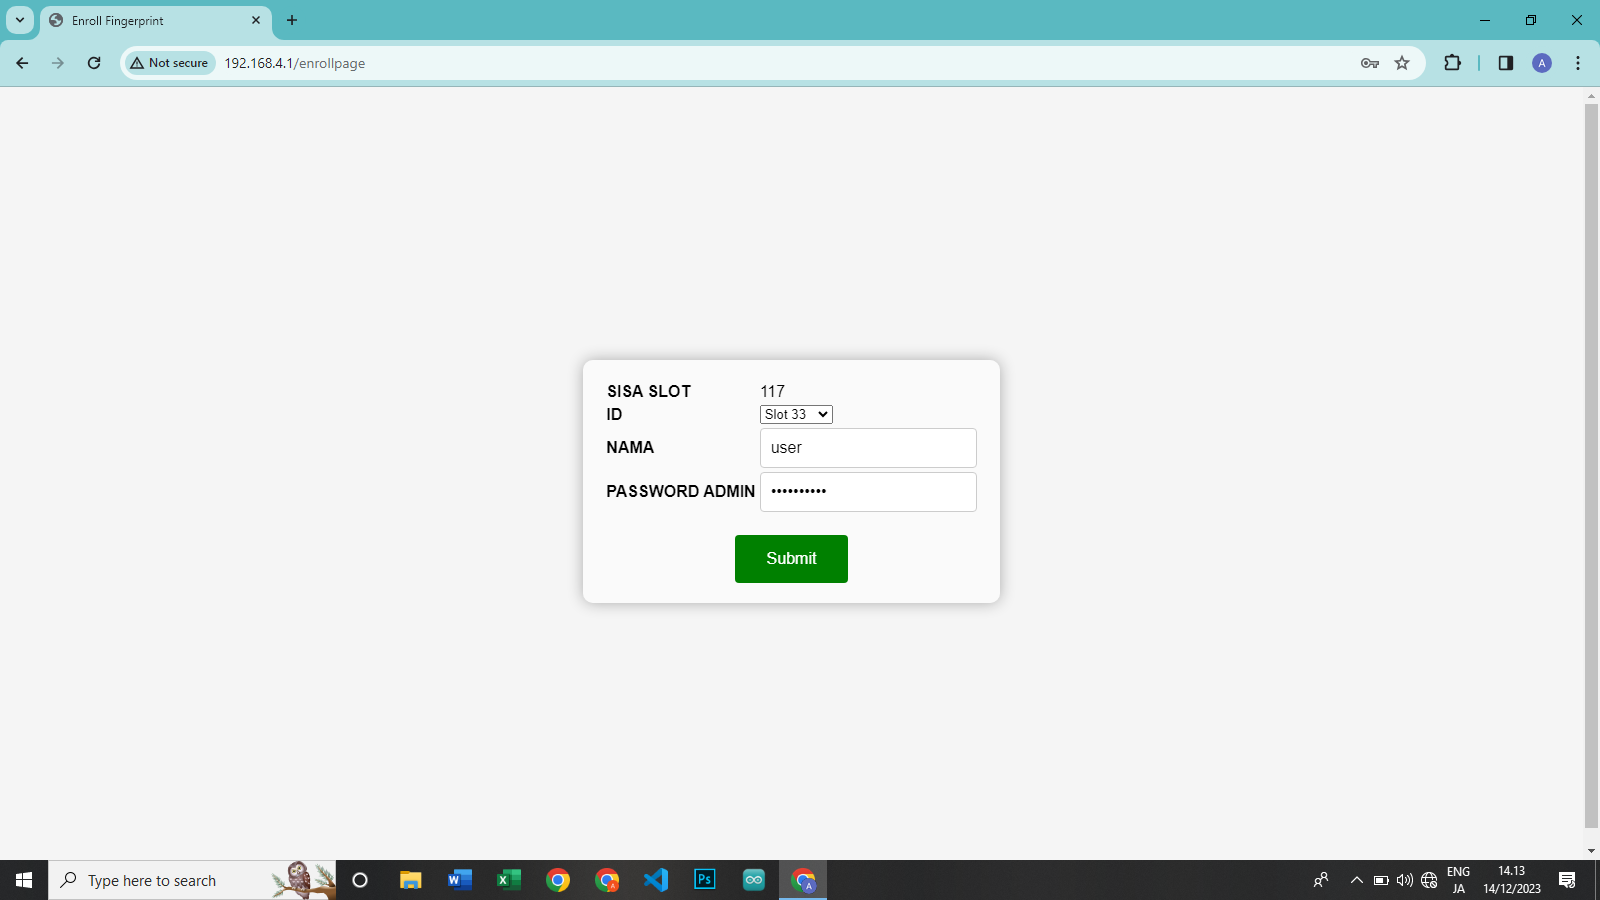 Enroll Fingerprint
Not secure
192.168.4.1/enrollpage
A
SISA SLOT 117
ID Slot 33
NAMA user
PASSWORD ADMIN ••••••••••
Submit
Type here to search
ENG
JA
14.13
14/12/2023